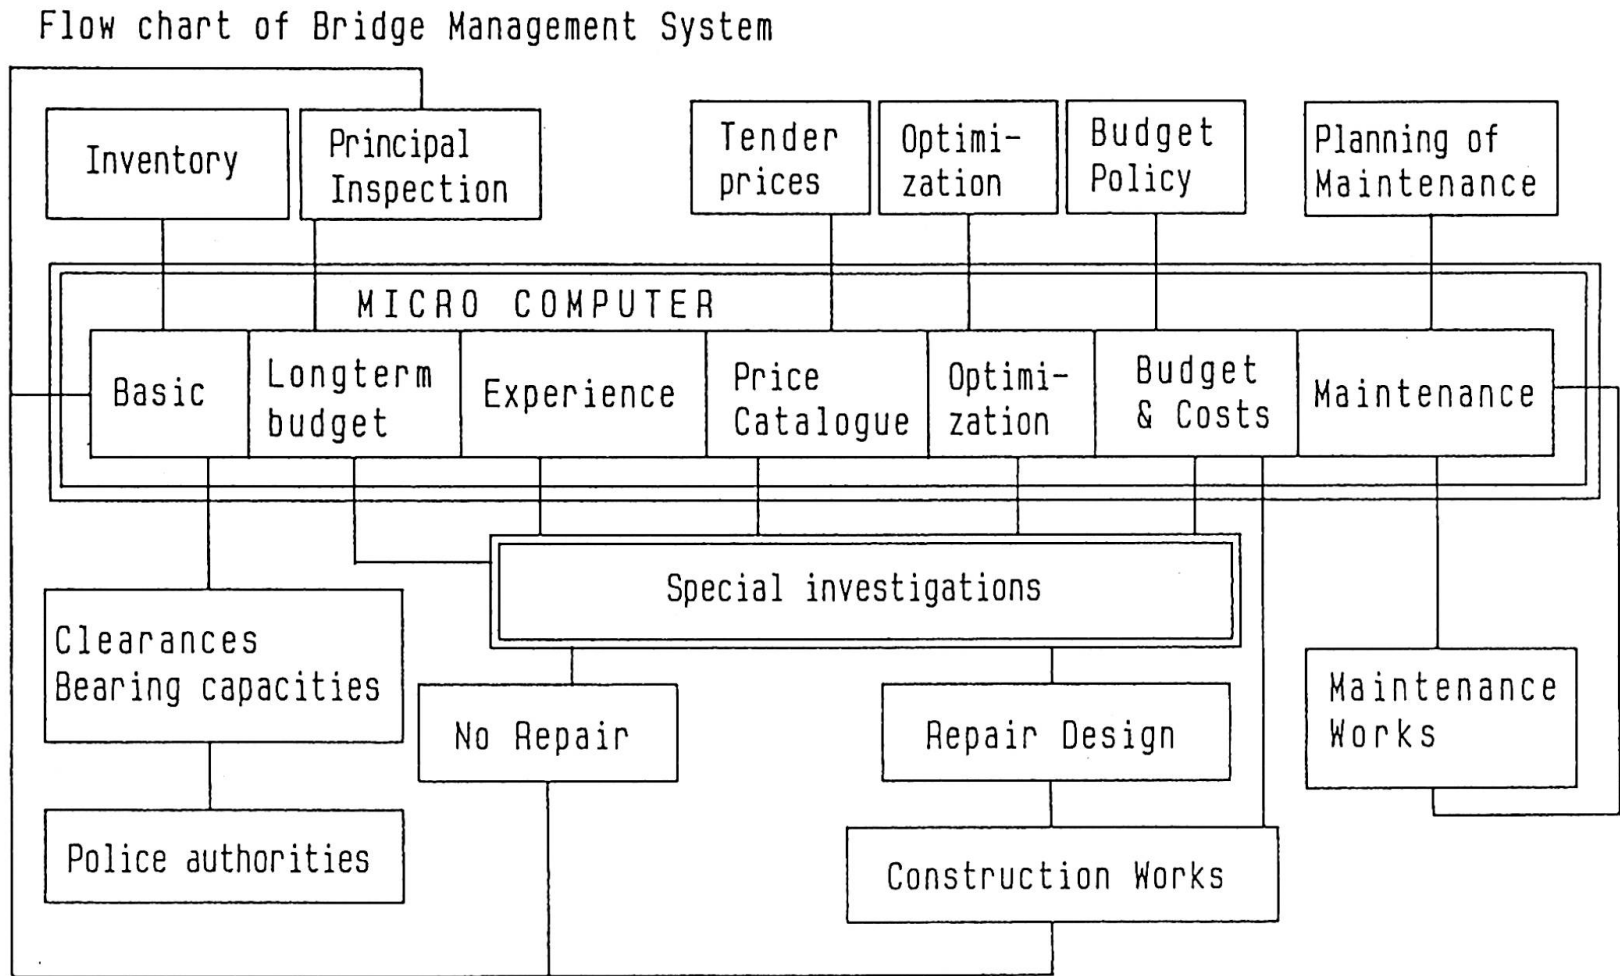 Flow chart of Bridge Management System
Inventory
Principal
Inspection
Tender
prices
Optimi-
zation
Budget
Policy
Planning of
Maintenance
MICRO COMPUTER
Basic
Longterm
budget
Experience
Price
Catalogue
Optimi-
zation
Budget
& Costs
Maintenance
Special investigations
Clearances
Bearing capacities
No Repair
Repair Design
Maintenance
Works
Police authorities
Construction Works